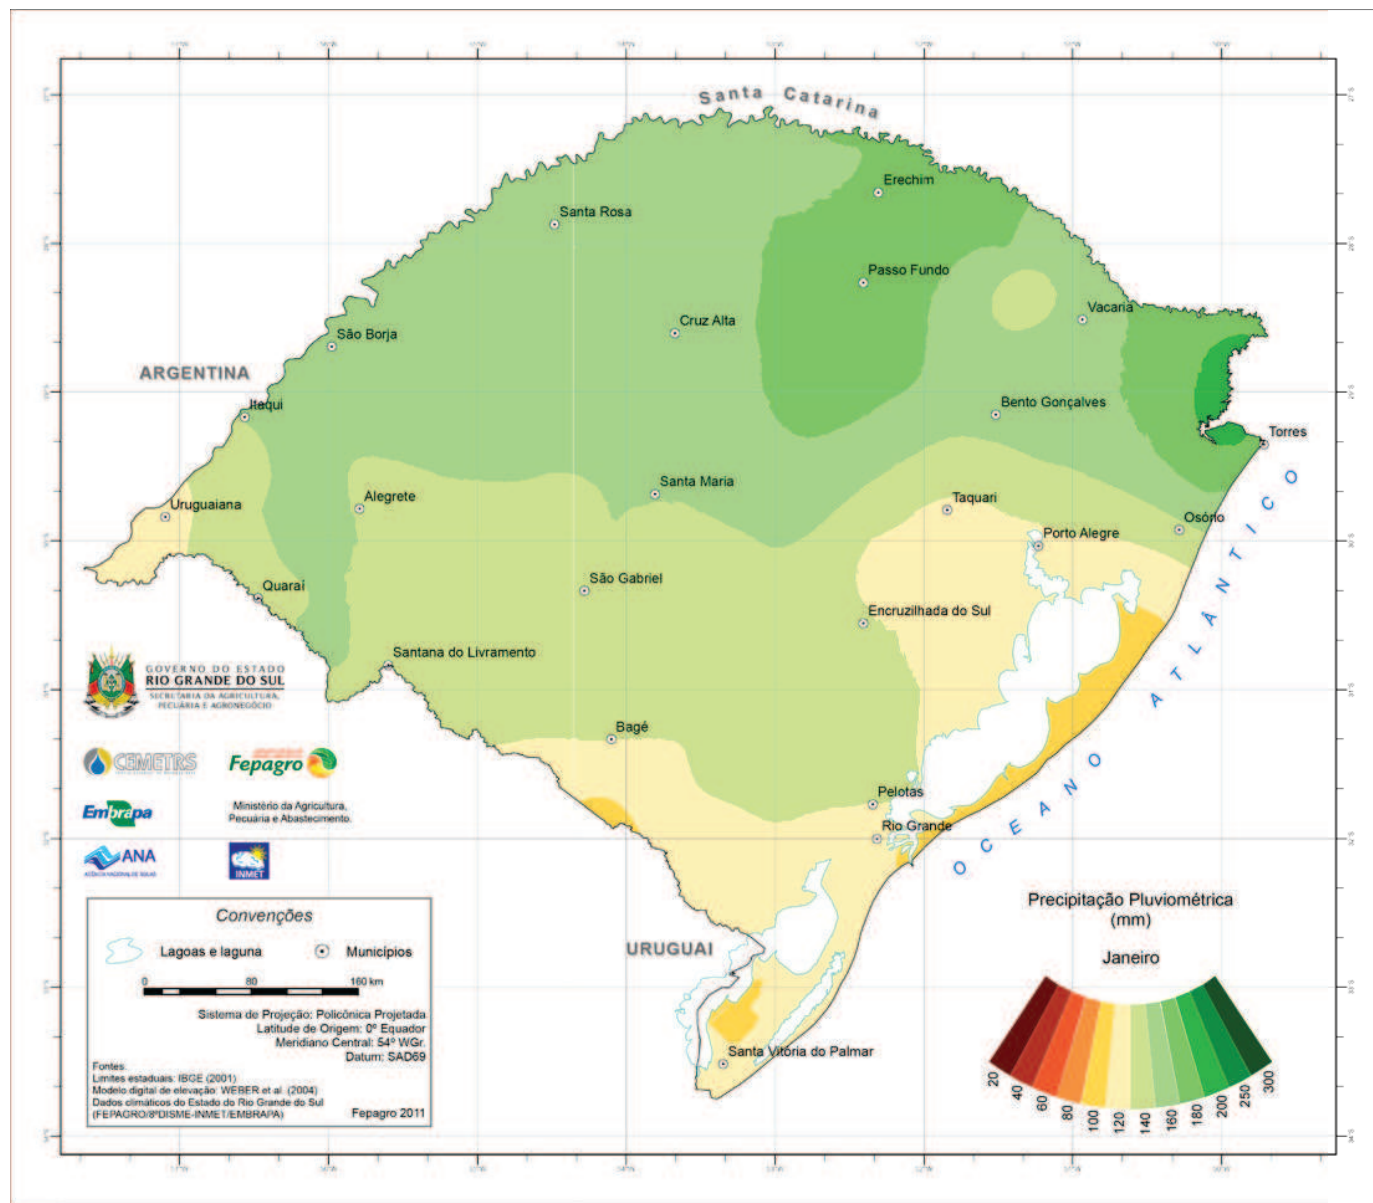 Santa Catarina
Erechim
Santa Rosa
Passo Fundo
Vacaria
Cruz Alta
São Borja
ARGENTINA
Bento Gonçalves
Itaqui
Torres
Santa Maria
Alegrete
Taquari
Uruguaiana
Osório
Porto Alegre
São Gabriel
Quaraí
Encruzilhada do Sul
Santana do Livramento
OCEANO ATLÂNTICO
Bagé
Pelotas
Rio Grande
URUGUAI
Santa Vitória do Palmar
GOVERNO DO ESTADO
RIO GRANDE DO SUL
SECRETARIA DA AGRICULTURA,
PECUÁRIA E AGRONEGÓCIO
CEMETRS
Fepagro
Embrapa
Ministério da Agricultura,
Pecuária e Abastecimento.
ANA
AGÊNCIA NACIONAL DE ÁGUAS
INMET
Convenções
Lagoas e laguna
Municípios
0 80 160 km
Sistema de Projeção: Policônica Projetada
Latitude de Origem: 0º Equador
Meridiano Central: 54º WGr.
Datum: SAD69
Fontes:
Limites estaduais: IBGE (2001)
Modelo digital de elevação: WEBER et al. (2004)
Dados climáticos do Estado do Rio Grande do Sul
(FEPAGRO/8ºDISME-INMET/EMBRAPA)
Fepagro 2011
Precipitação Pluviométrica
(mm)
Janeiro
20 40 60 80 100 120 140 160 180 200 250 300